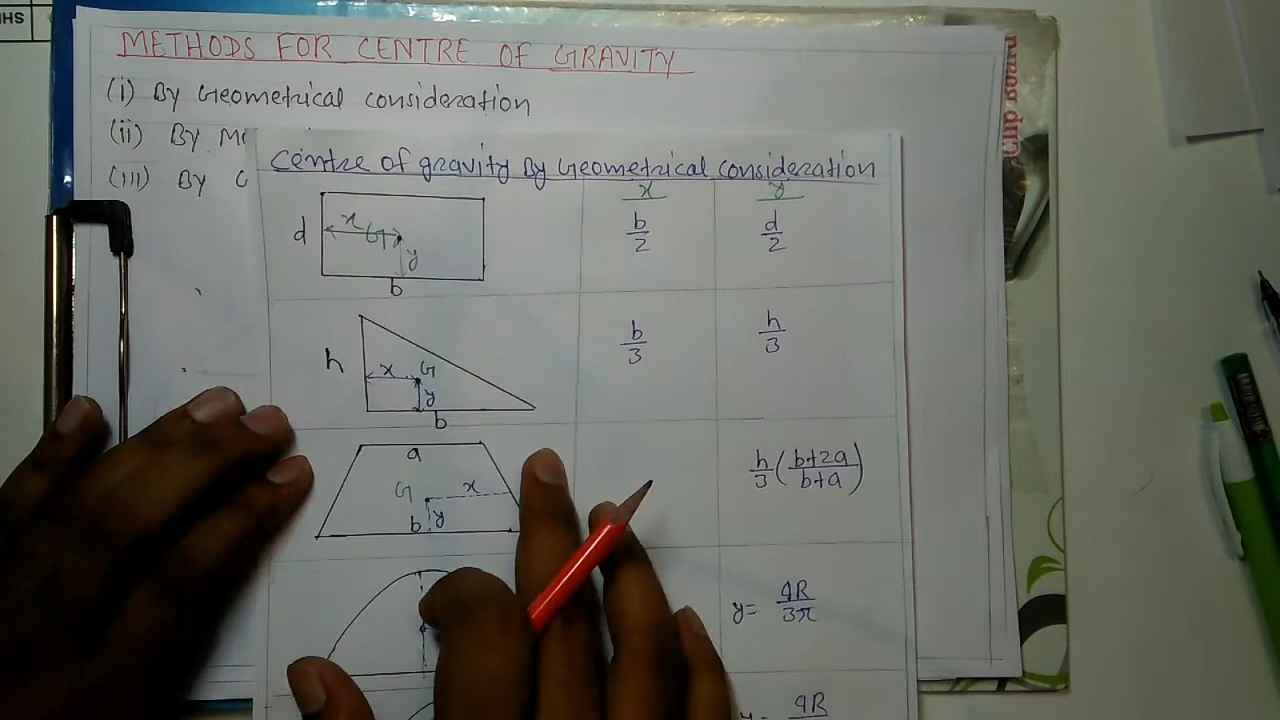 HS
METHODS FOR CENTRE OF GRAVITY
(i) By Geometrical consideration
(ii) By M
(iii) By
Centre of gravity By Geometrical consideration
x y
d x G y b
b/2 d/2
h x G y b
b/3 h/3
a G x b y
h/3 (b+2a/b+a)
y = 4R/3π
4R
Clip Board